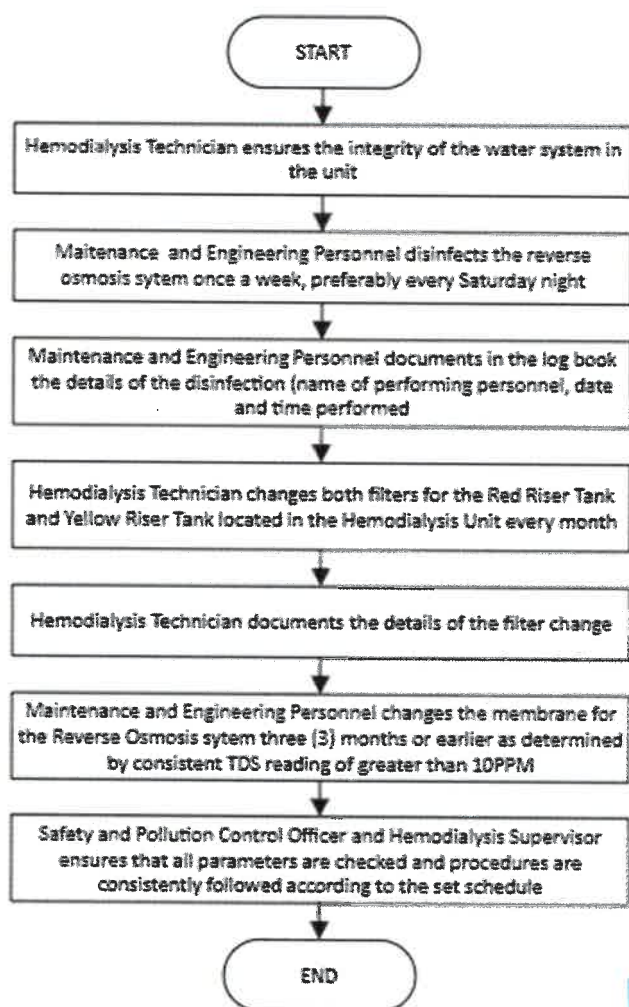 START
Hemodialysis Technician ensures the integrity of the water system in
the unit
Maitenance and Engineering Personnel disinfects the reverse
osmosis sytem once a week, preferably every Saturday night
Maintenance and Engineering Personnel documents in the log book
the details of the disinfection (name of performing personnel, date
and time performed
Hemodialysis Technician changes both filters for the Red Riser Tank
and Yellow Riser Tank located in the Hemodialysis Unit every month
Hemodialysis Technician documents the details of the filter change
Maintenance and Engineering Personnel changes the membrane for
the Reverse Osmosis sytem three (3) months or earlier as determined
by consistent TDS reading of greater than 10PPM
Safety and Pollution Control Officer and Hemodialysis Supervisor
ensures that all parameters are checked and procedures are
consistently followed according to the set schedule
END